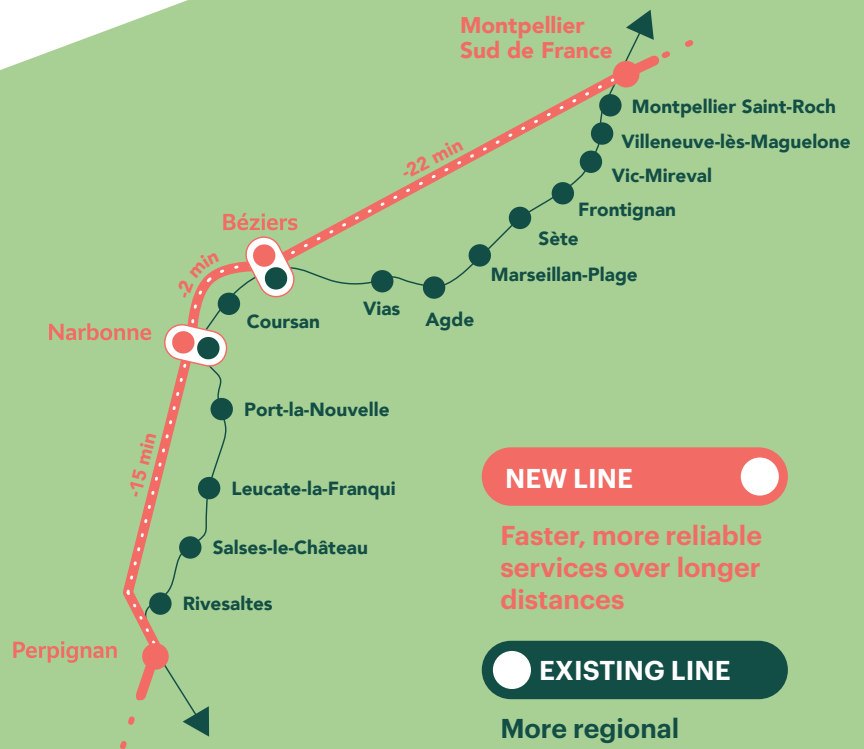 Montpellier
Sud de France
Montpellier Saint-Roch
Villeneuve-lès-Maguelone
-22 min
Vic-Mireval
Frontignan
Béziers
Sète
-2 min
Marseillan-Plage
Vias
Agde
Coursan
Narbonne
Port-la-Nouvelle
-15 min
Leucate-la-Franqui
Salses-le-Château
Rivesaltes
Perpignan
NEW LINE
Faster, more reliable
services over longer
distances
EXISTING LINE
More regional